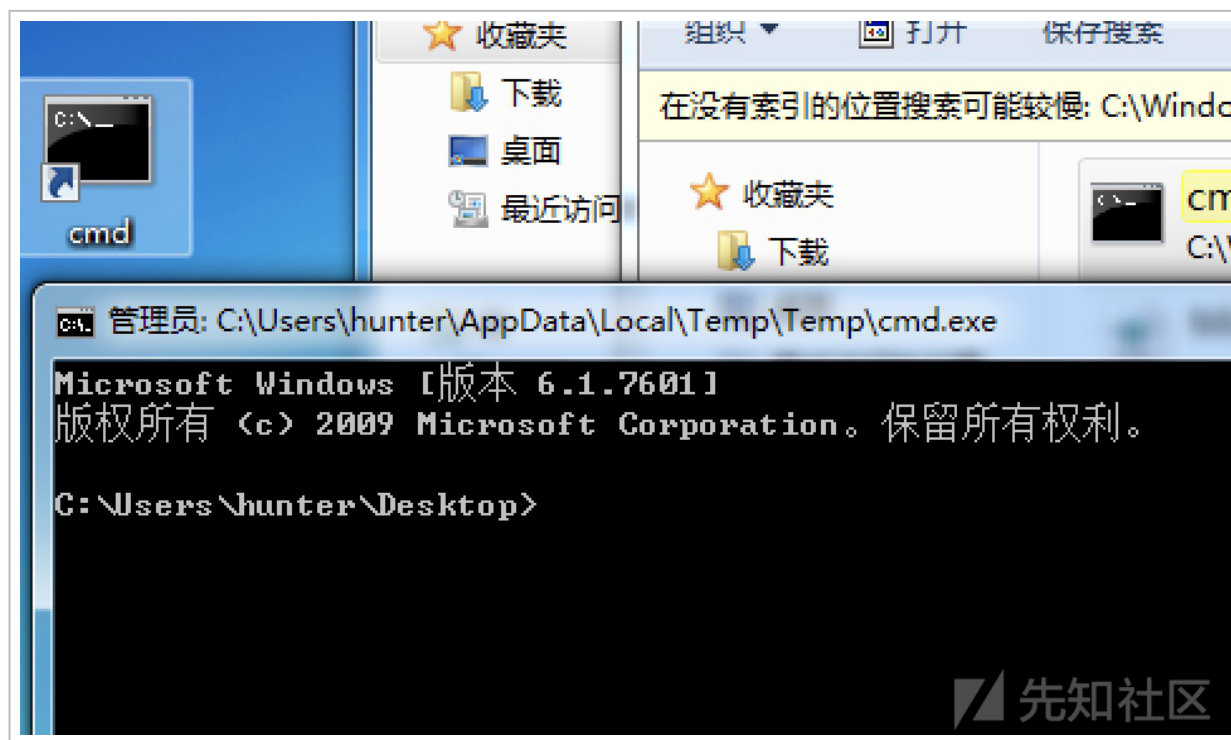 收藏夹
下载
桌面
最近访问
组织 打开 保存搜索
在没有索引的位置搜索可能较慢: C:\Windo
收藏夹
下载
C:\_
cmd
管理员: C:\Users\hunter\AppData\Local\Temp\Temp\cmd.exe
Microsoft Windows [版本 6.1.7601]
版权所有 (c) 2009 Microsoft Corporation。保留所有权利。
C:\Users\hunter\Desktop>
先知社区